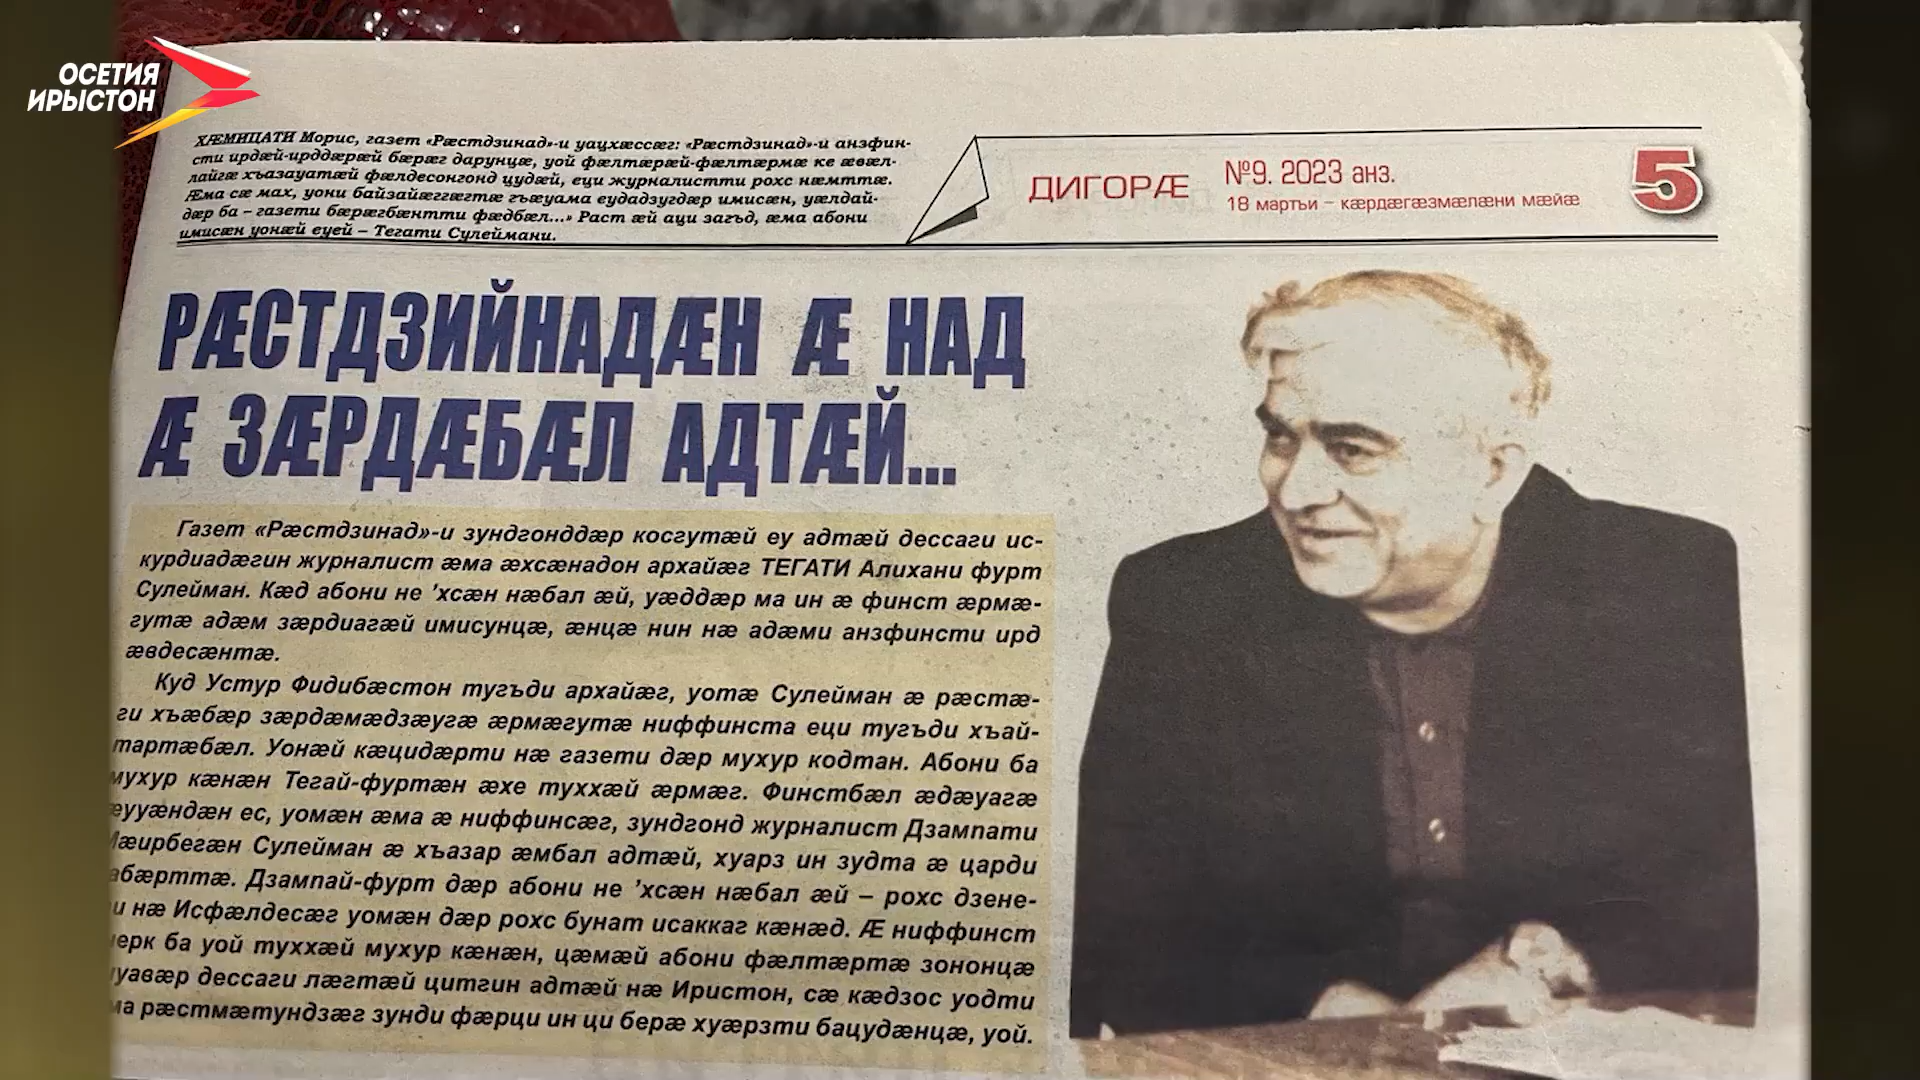 ОСЕТИЯ
ИРЫСТОН
ХÆМИЦАТИ Морис, газет «Рæстдзинад»-и уацхæссæг: «Рæстдзинад»-и анзфин-
сти ирдæй-ирддæрæй бæрæг дарунцæ, уой фæлтæрæй-фæлтæрмæ ке æвæл-
лайгæ хъазауатæй фæлдесонгонд цудæй, еци журналистти рохс нæмттæ.
Æма сæ мах, уони байзайæггæгтæ гъæуама еудадзугдæр имисæн, уæлдай-
дæр ба – газети бæрæгбæнтти фæдбæл...» Раст æй аци загъд, æма абони
имисæн уонæй еуей – Тегати Сулеймани.
ДИГОРÆ
№9. 2023 анз.
18 мартъи – кæрдæгæзмæлæни мæйæ
5
РÆСТДЗИЙНАДÆН Æ НАД
Æ ЗÆРДÆБÆЛ АДТÆЙ...
Газет «Рæстдзинад»-и зундгонддæр косгутæй еу адтæй дессаги ис-
курдиадæгин журналист æма æхсæнадон архайæг ТЕГАТИ Алихани фурт
Сулейман. Кæд абони не 'хсæн нæбал æй, уæддæр ма ин æ финст æрмæ-
гутæ адæм зæрдиагæй имисунцæ, æнцæ нин нæ адæми анзфинсти ирд
æвдесæнтæ.
Куд Устур Фидибæстон тугъди архайæг, уотæ Сулейман æ рæстæ-
ги хъæбæр зæрдæмæдзæугæ æрмæгутæ ниффинста еци тугъди хъай-
тартæбæл. Уонæй кæцидæрти нæ газети дæр мухур кодтан. Абони ба
мухур кæнæн Тегай-фуртæн æхе туххæй æрмæг. Финстбæл æдæуагæ
æууæндæн ес, уомæн æма æ ниффинсæг, зундгонд журналист Дзампати
Мæирбегæн Сулейман æ хъазар æмбал адтæй, хуарз ин зудта æ царди
абæрттæ. Дзампай-фурт дæр абони не 'хсæн нæбал æй – рохс дзене-
и нæ Исфæлдесæг уомæн дæр рохс бунат исаккаг кæнæд. Æ ниффинст
черк ба уой туххæй мухур кæнæн, цæмæй абони фæлтæртæ зононцæ
уавæр дессаги лæгтæй цитгин адтæй нæ Иристон, сæ кæдзос уодти
ма рæстмæтундзæг зунди фæрци ин ци берæ хуæрзти бацудæнцæ, уой.